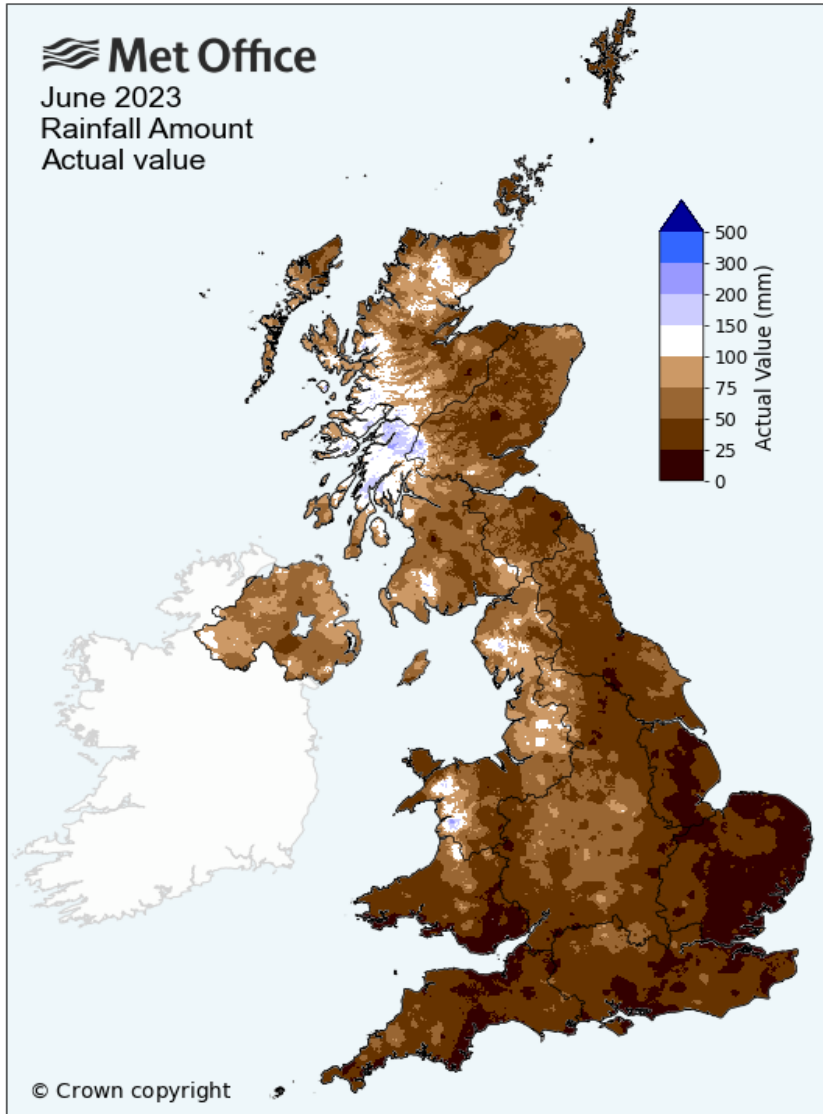 Met Office
June 2023
Rainfall Amount
Actual value
500
300
200
150
100
75
50
25
0
Actual Value (mm)
© Crown copyright